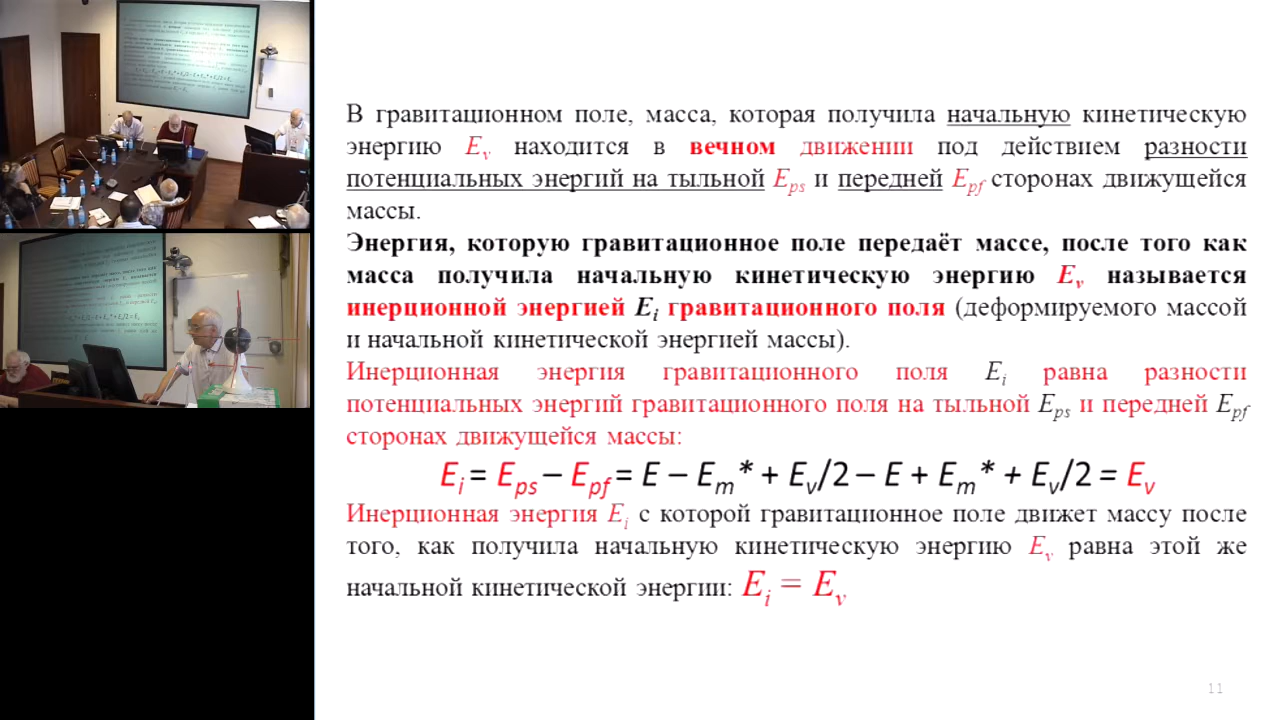 В гравитационном поле, масса, которая получила начальную кинетическую
энергию Ev находится в вечном движении под действием разности
потенциальных энергий на тыльной Eps и передней Epf сторонах движущейся
массы.
Энергия, которую гравитационное поле передаёт массе, после того как
масса получила начальную кинетическую энергию Ev называется
инерционной энергией Ei гравитационного поля (деформируемого массой
и начальной кинетической энергией массы).
Инерционная энергия гравитационного поля Ei равна разности
потенциальных энергий гравитационного поля на тыльной Eps и передней Epf
сторонах движущейся массы:
Ei = Eps – Epf = E – Em* + Ev/2 – E + Em* + Ev/2 = Ev
Инерционная энергия Ei с которой гравитационное поле движет массу после
того, как получила начальную кинетическую энергию Ev равна этой же
начальной кинетической энергии: Ei = Ev
11